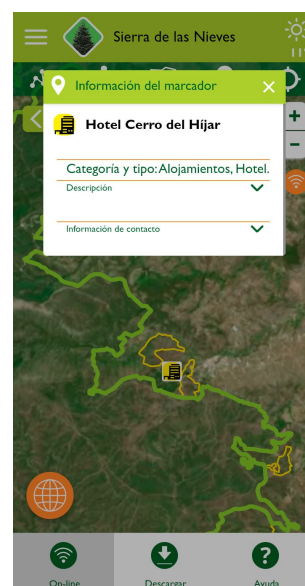 Sierra de las Nieves
11°
Información del marcador
Hotel Cerro del Híjar
Categoría y tipo: Alojamientos, Hotel.
Descripción
Información de contacto
On-line
Descargar
Ayuda